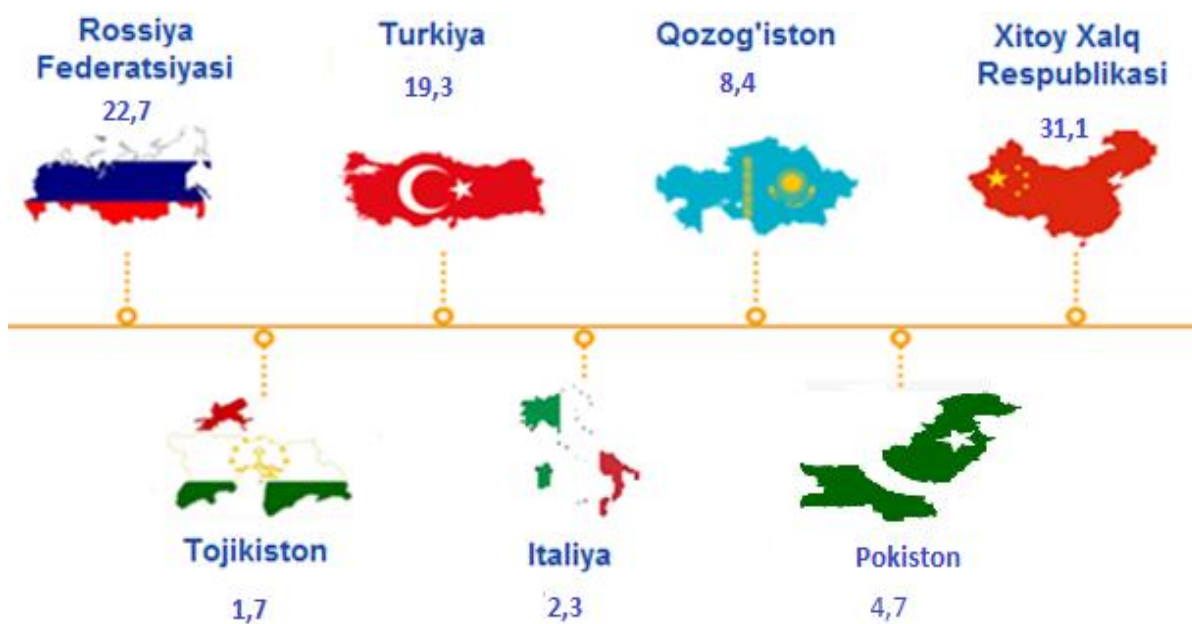 Rossiya
Federatsiyasi
22,7
Turkiya
19,3
Qozog'iston
8,4
Xitoy Xalq
Respublikasi
31,1
Tojikiston
1,7
Italiya
2,3
Pokiston
4,7